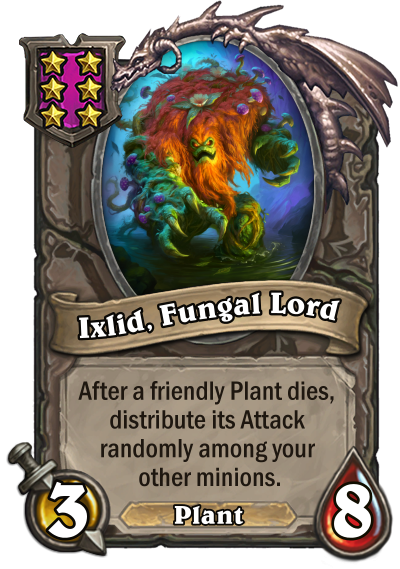 Ixlid, Fungal Lord
After a friendly Plant dies,
distribute its Attack
randomly among your
other minions.
3
Plant
8